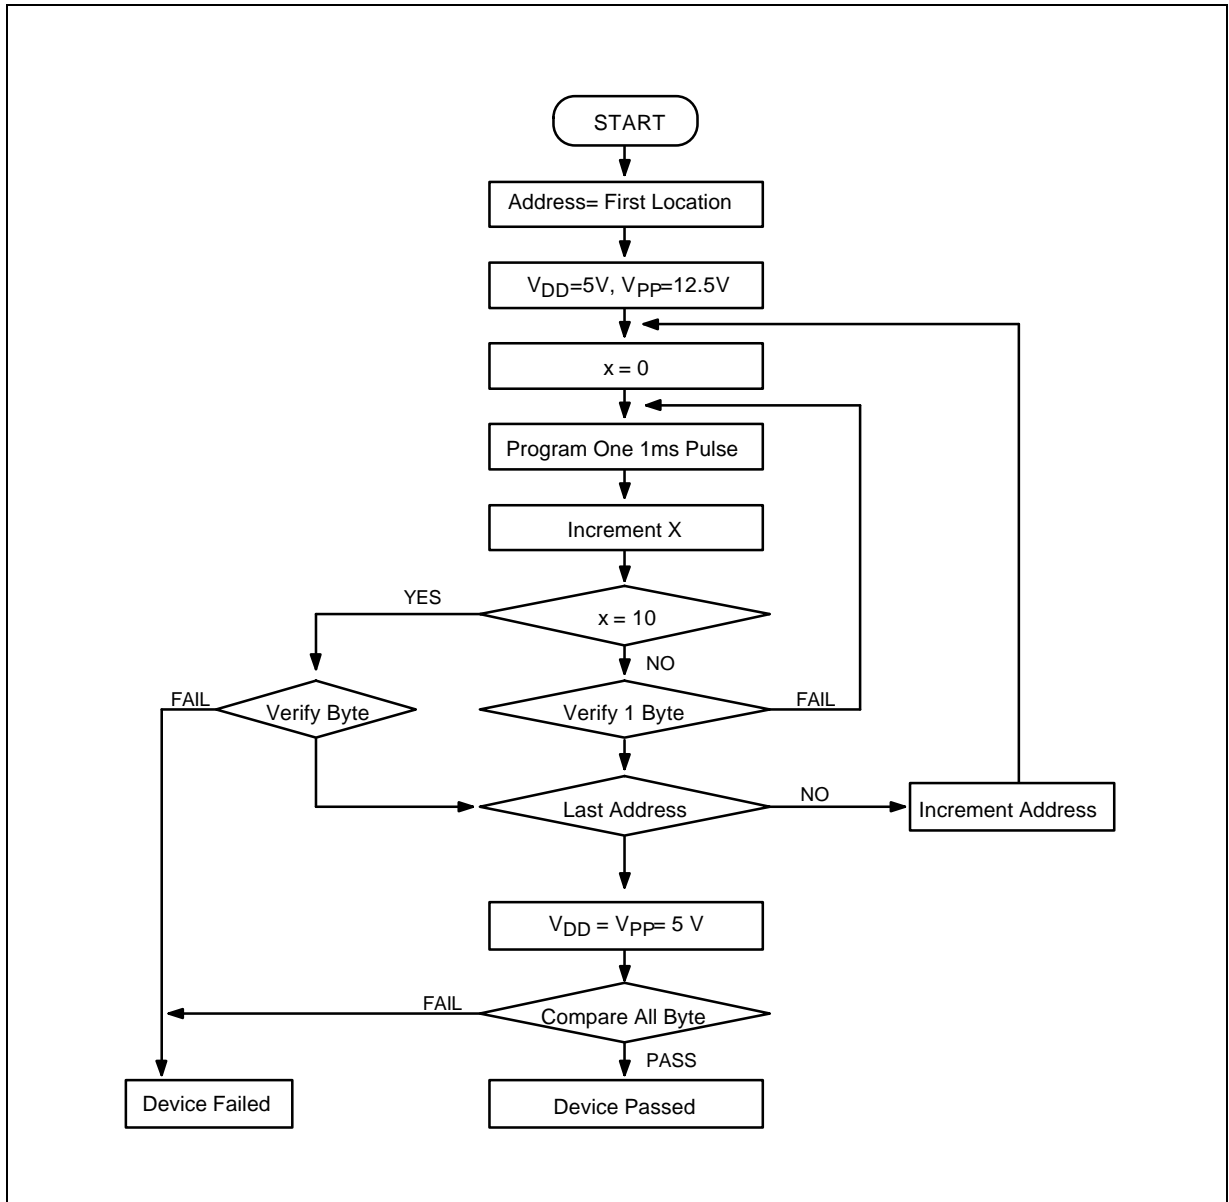 START
Address= First Location
VDD=5V, VPP=12.5V
x = 0
Program One 1ms Pulse
Increment X
YES
x = 10
NO
FAIL
Verify Byte
Verify 1 Byte
FAIL
Last Address
NO
Increment Address
VDD = VPP= 5 V
FAIL
Compare All Byte
PASS
Device Failed
Device Passed